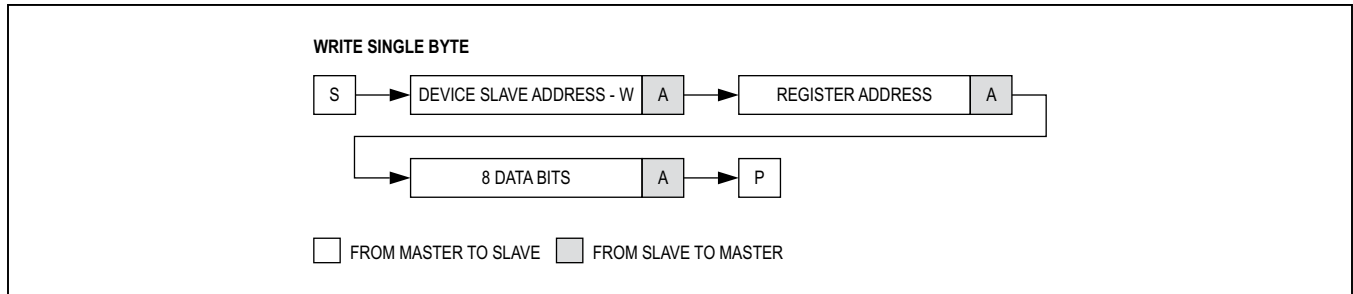 WRITE SINGLE BYTE
S DEVICE SLAVE ADDRESS - W A REGISTER ADDRESS A
8 DATA BITS A P
FROM MASTER TO SLAVE FROM SLAVE TO MASTER